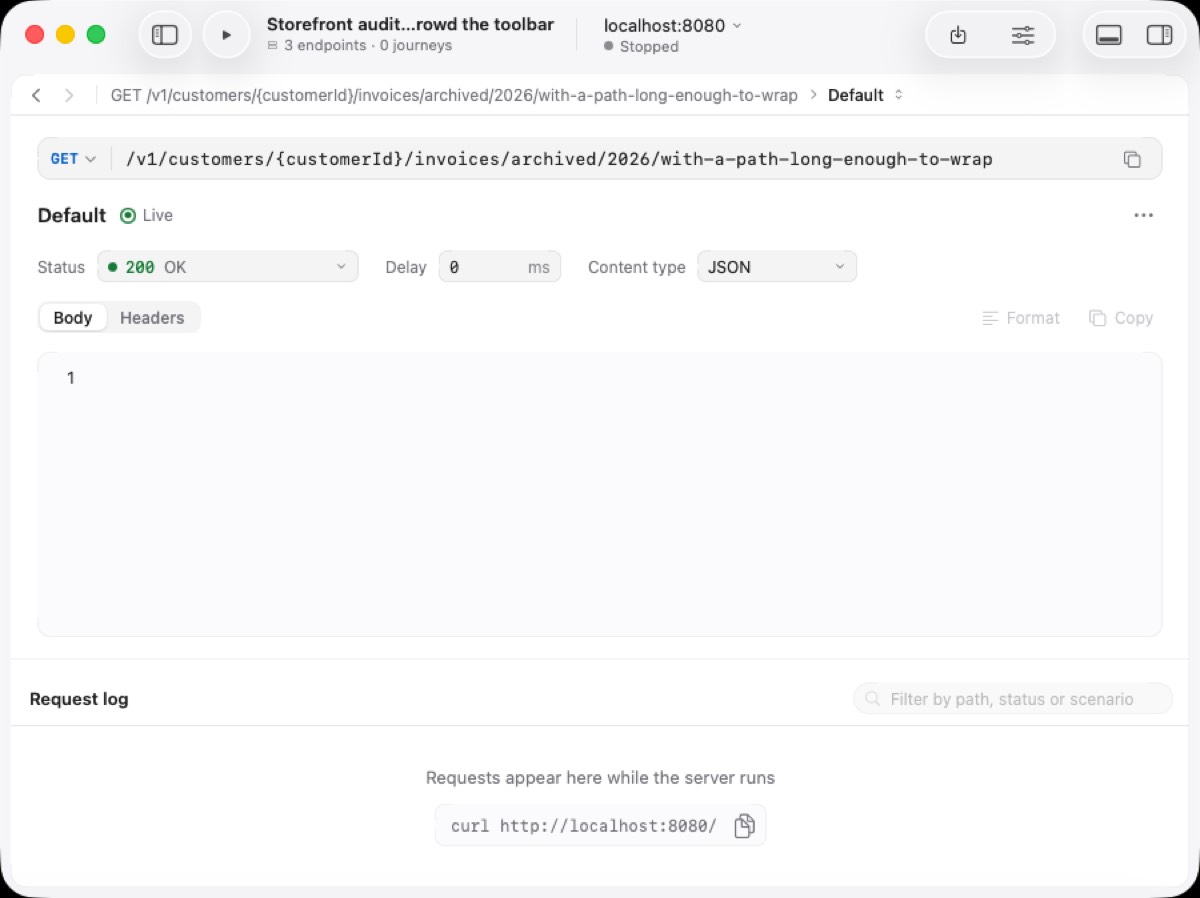 Storefront audit...rowd the toolbar
3 endpoints · 0 journeys
localhost:8080
Stopped
GET /v1/customers/{customerId}/invoices/archived/2026/with-a-path-long-enough-to-wrap > Default
GET /v1/customers/{customerId}/invoices/archived/2026/with-a-path-long-enough-to-wrap
Default Live
Status 200 OK Delay 0 ms Content type JSON
Body Headers Format Copy
1
Request log Filter by path, status or scenario
Requests appear here while the server runs
curl http://localhost:8080/